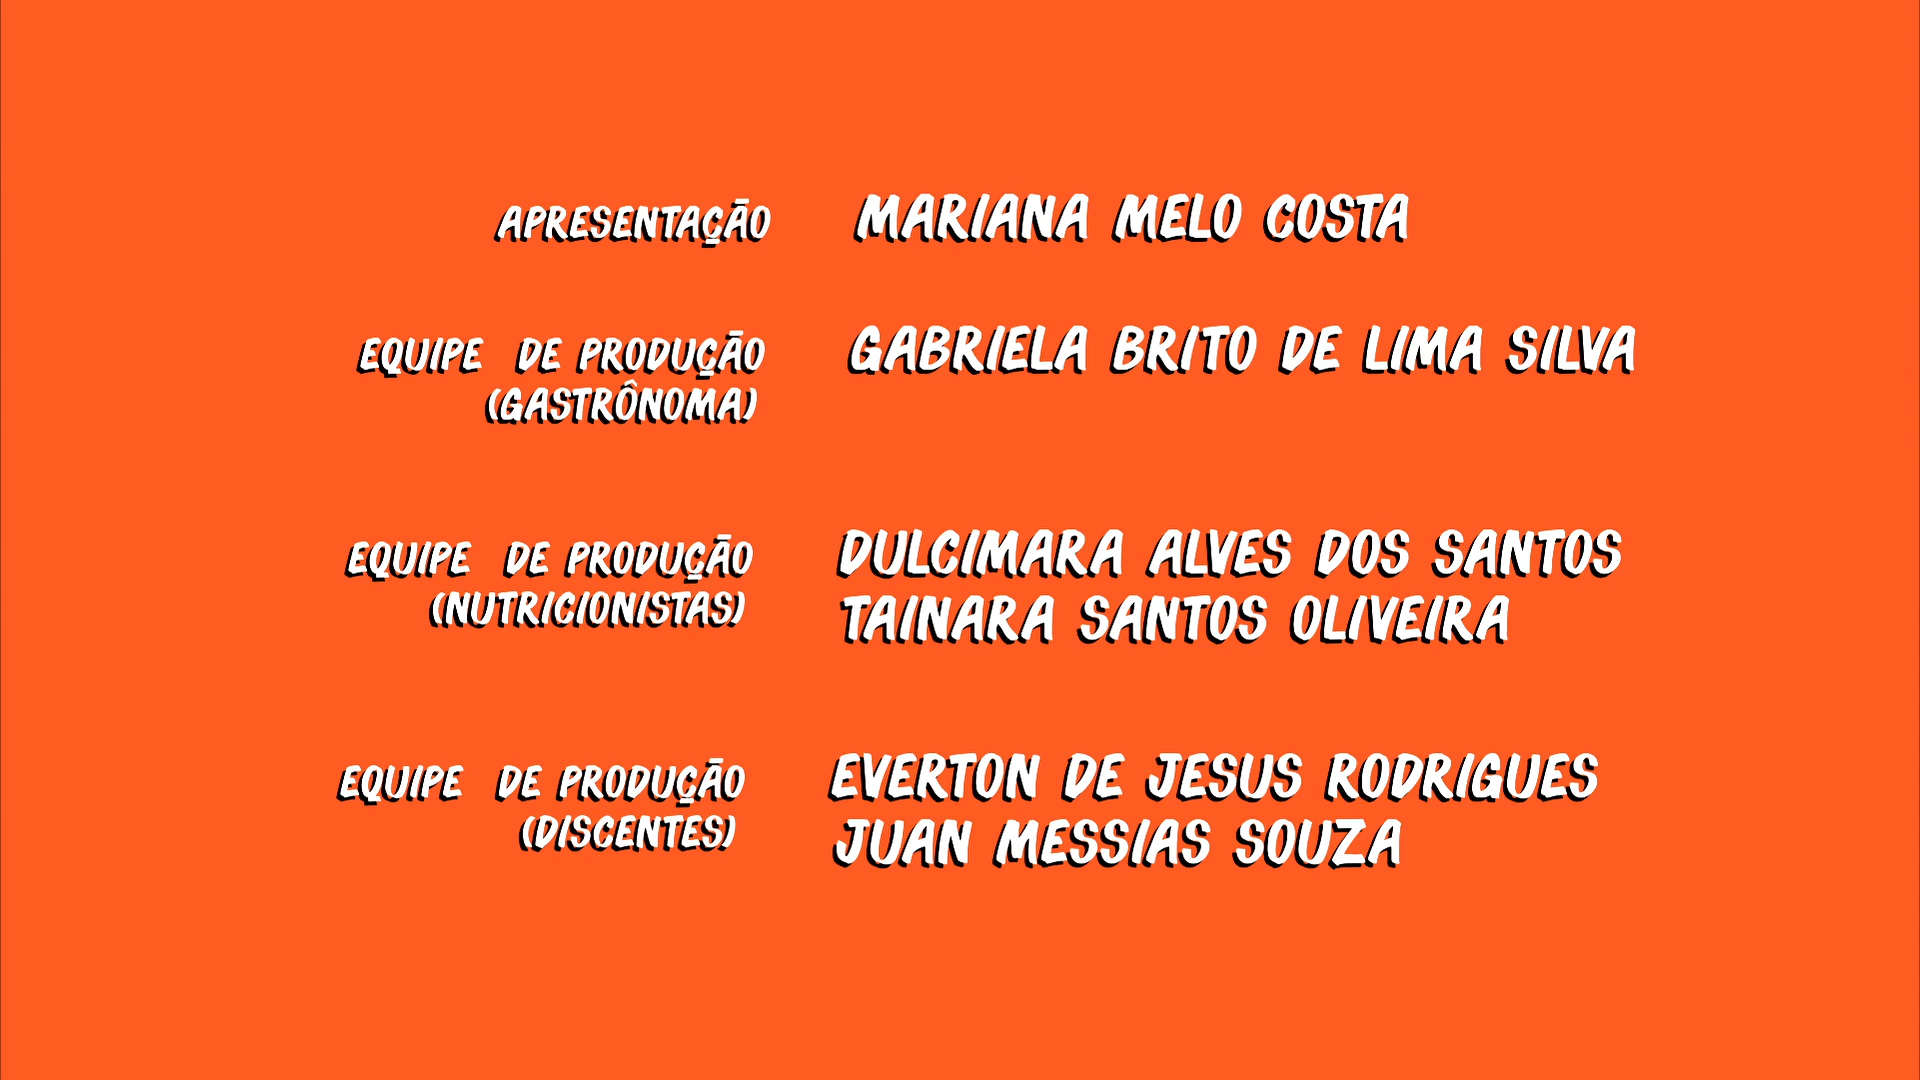 APRESENTAÇÃO MARIANA MELO COSTA
EQUIPE DE PRODUÇÃO GABRIELA BRITO DE LIMA SILVA
(GASTRÔNOMA)
EQUIPE DE PRODUÇÃO DULCIMARA ALVES DOS SANTOS
(NUTRICIONISTAS) TAINARA SANTOS OLIVEIRA
EQUIPE DE PRODUÇÃO EVERTON DE JESUS RODRIGUES
(DISCENTES) JUAN MESSIAS SOUZA